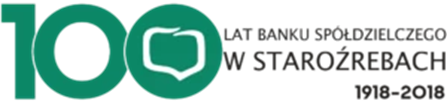 100
LAT BANKU SPÓŁDZIELCZEGO
W STAROŹREBACH
1918-2018